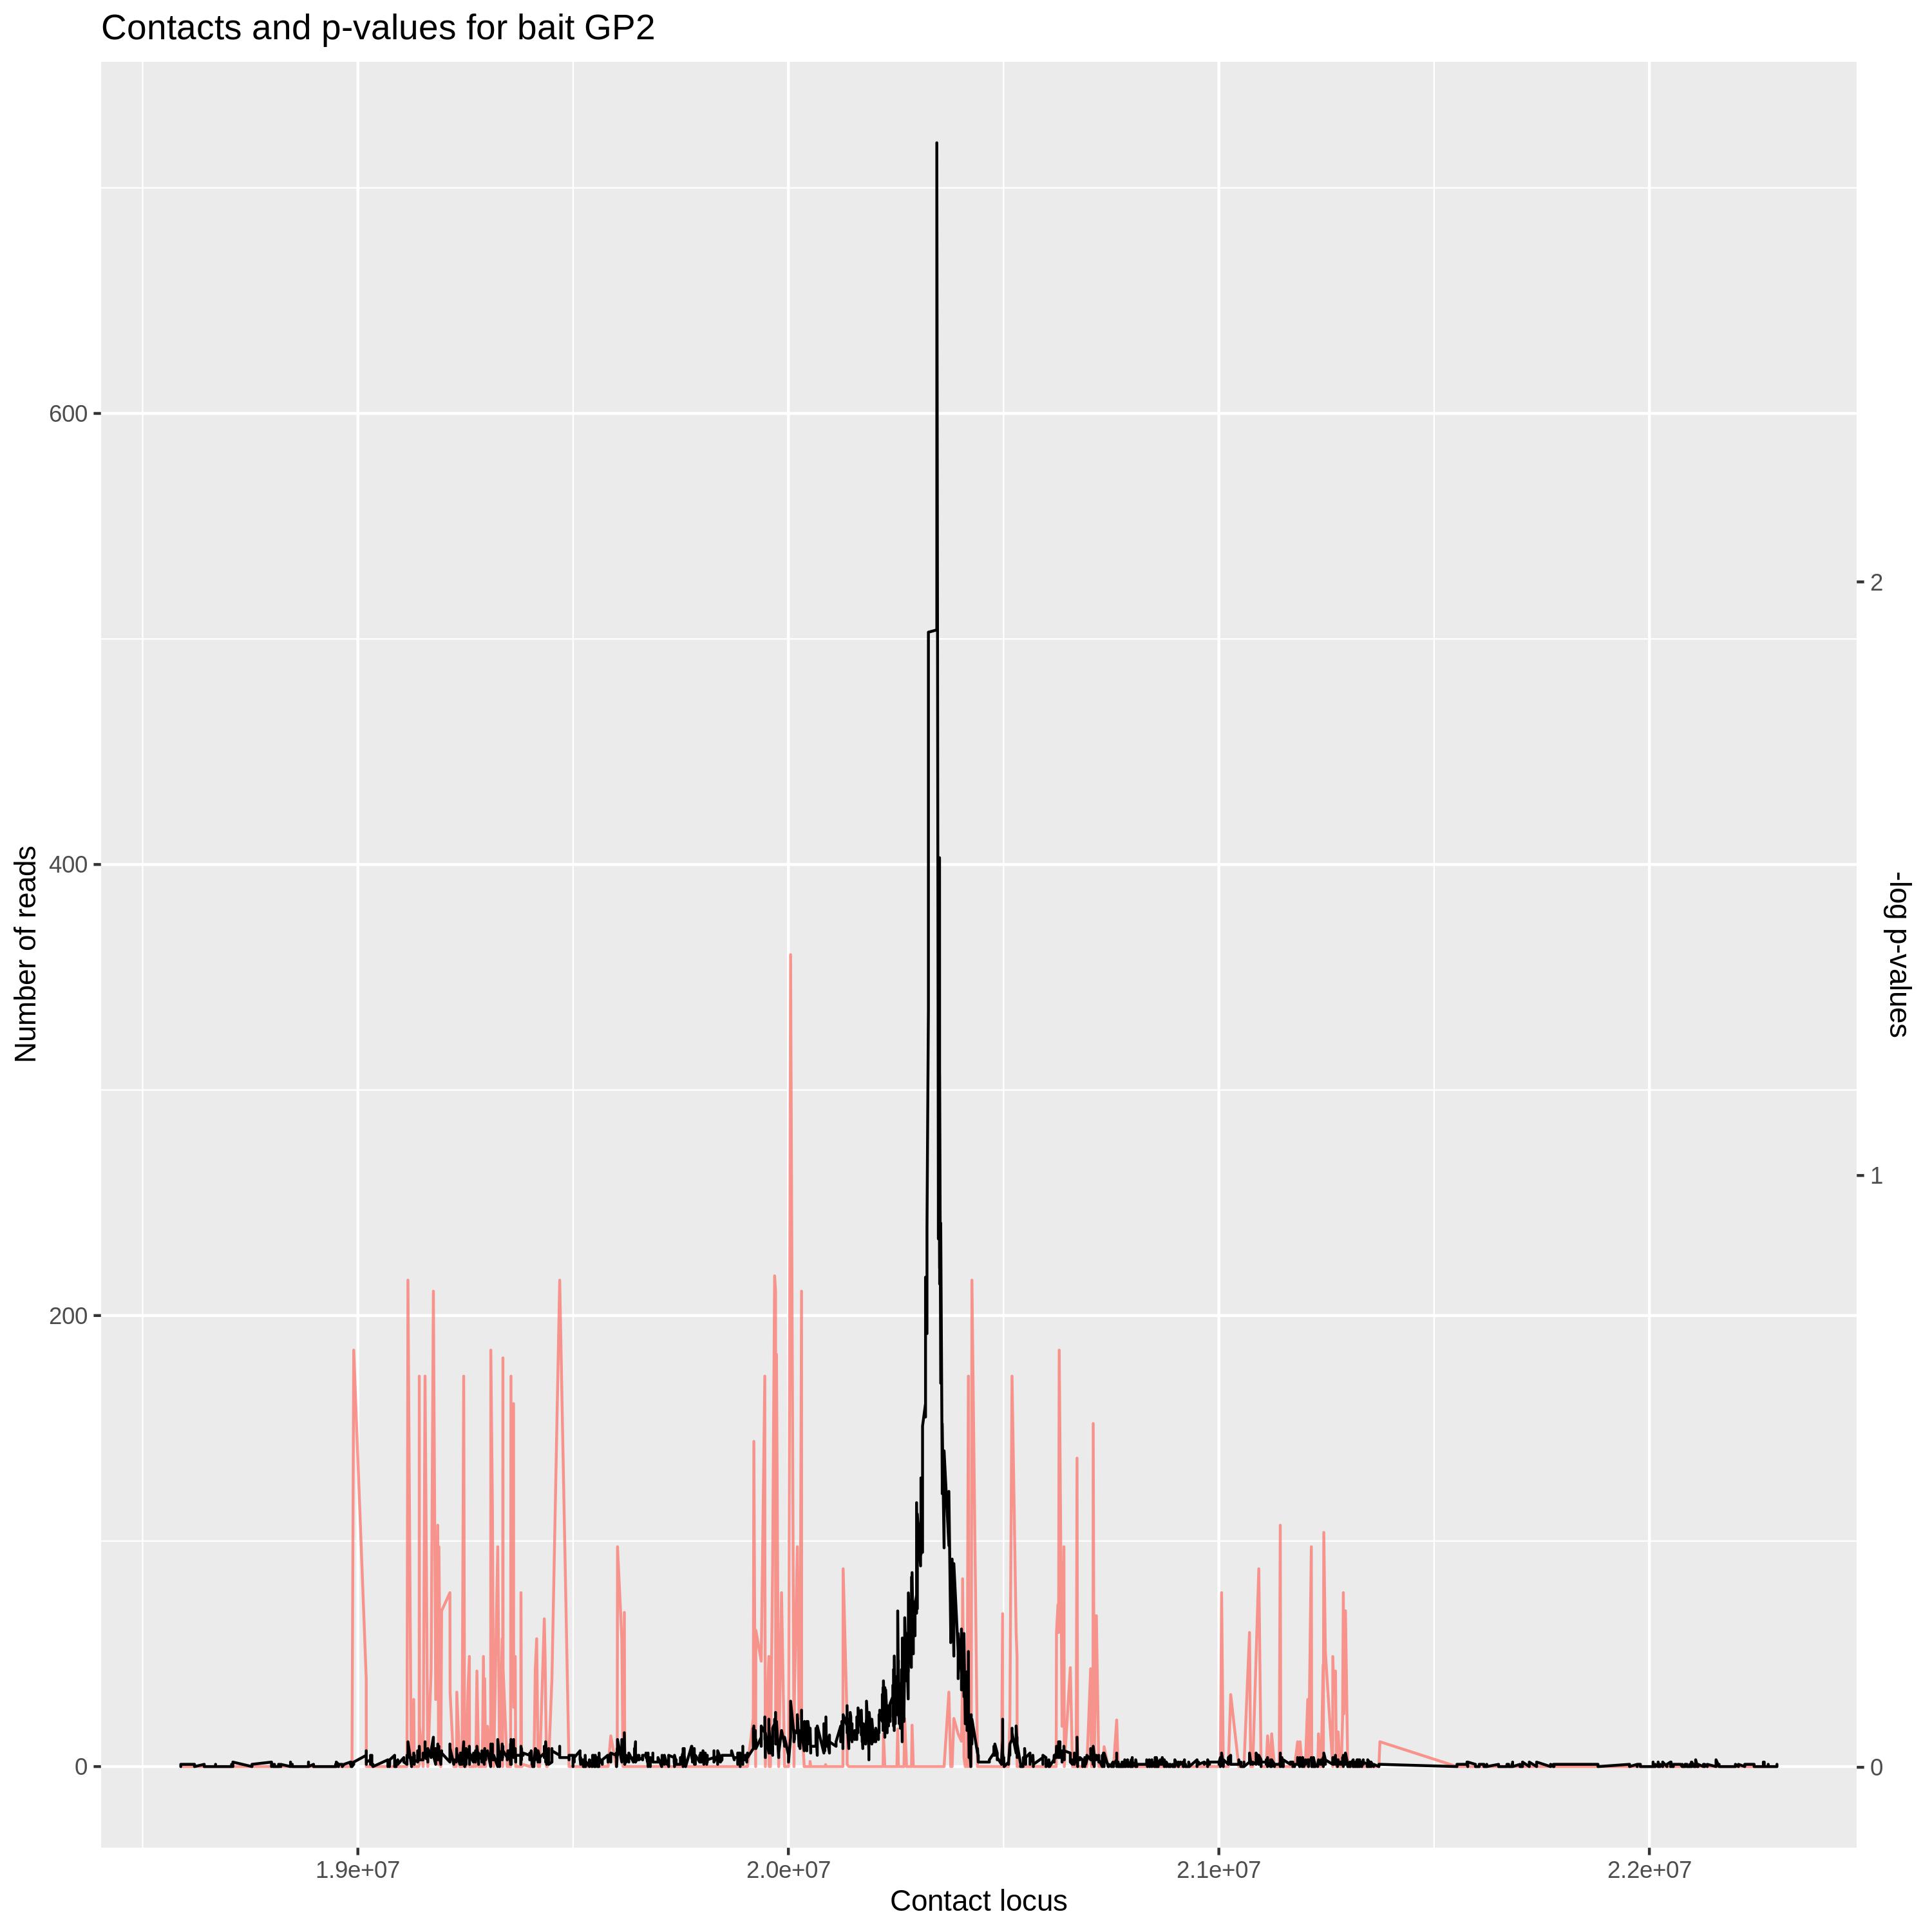 Contacts and p-values for bait GP2
Number of reads
600
400
200
0
2
1
0
-log p-values
1.9e+07
2.0e+07
2.1e+07
2.2e+07
Contact locus